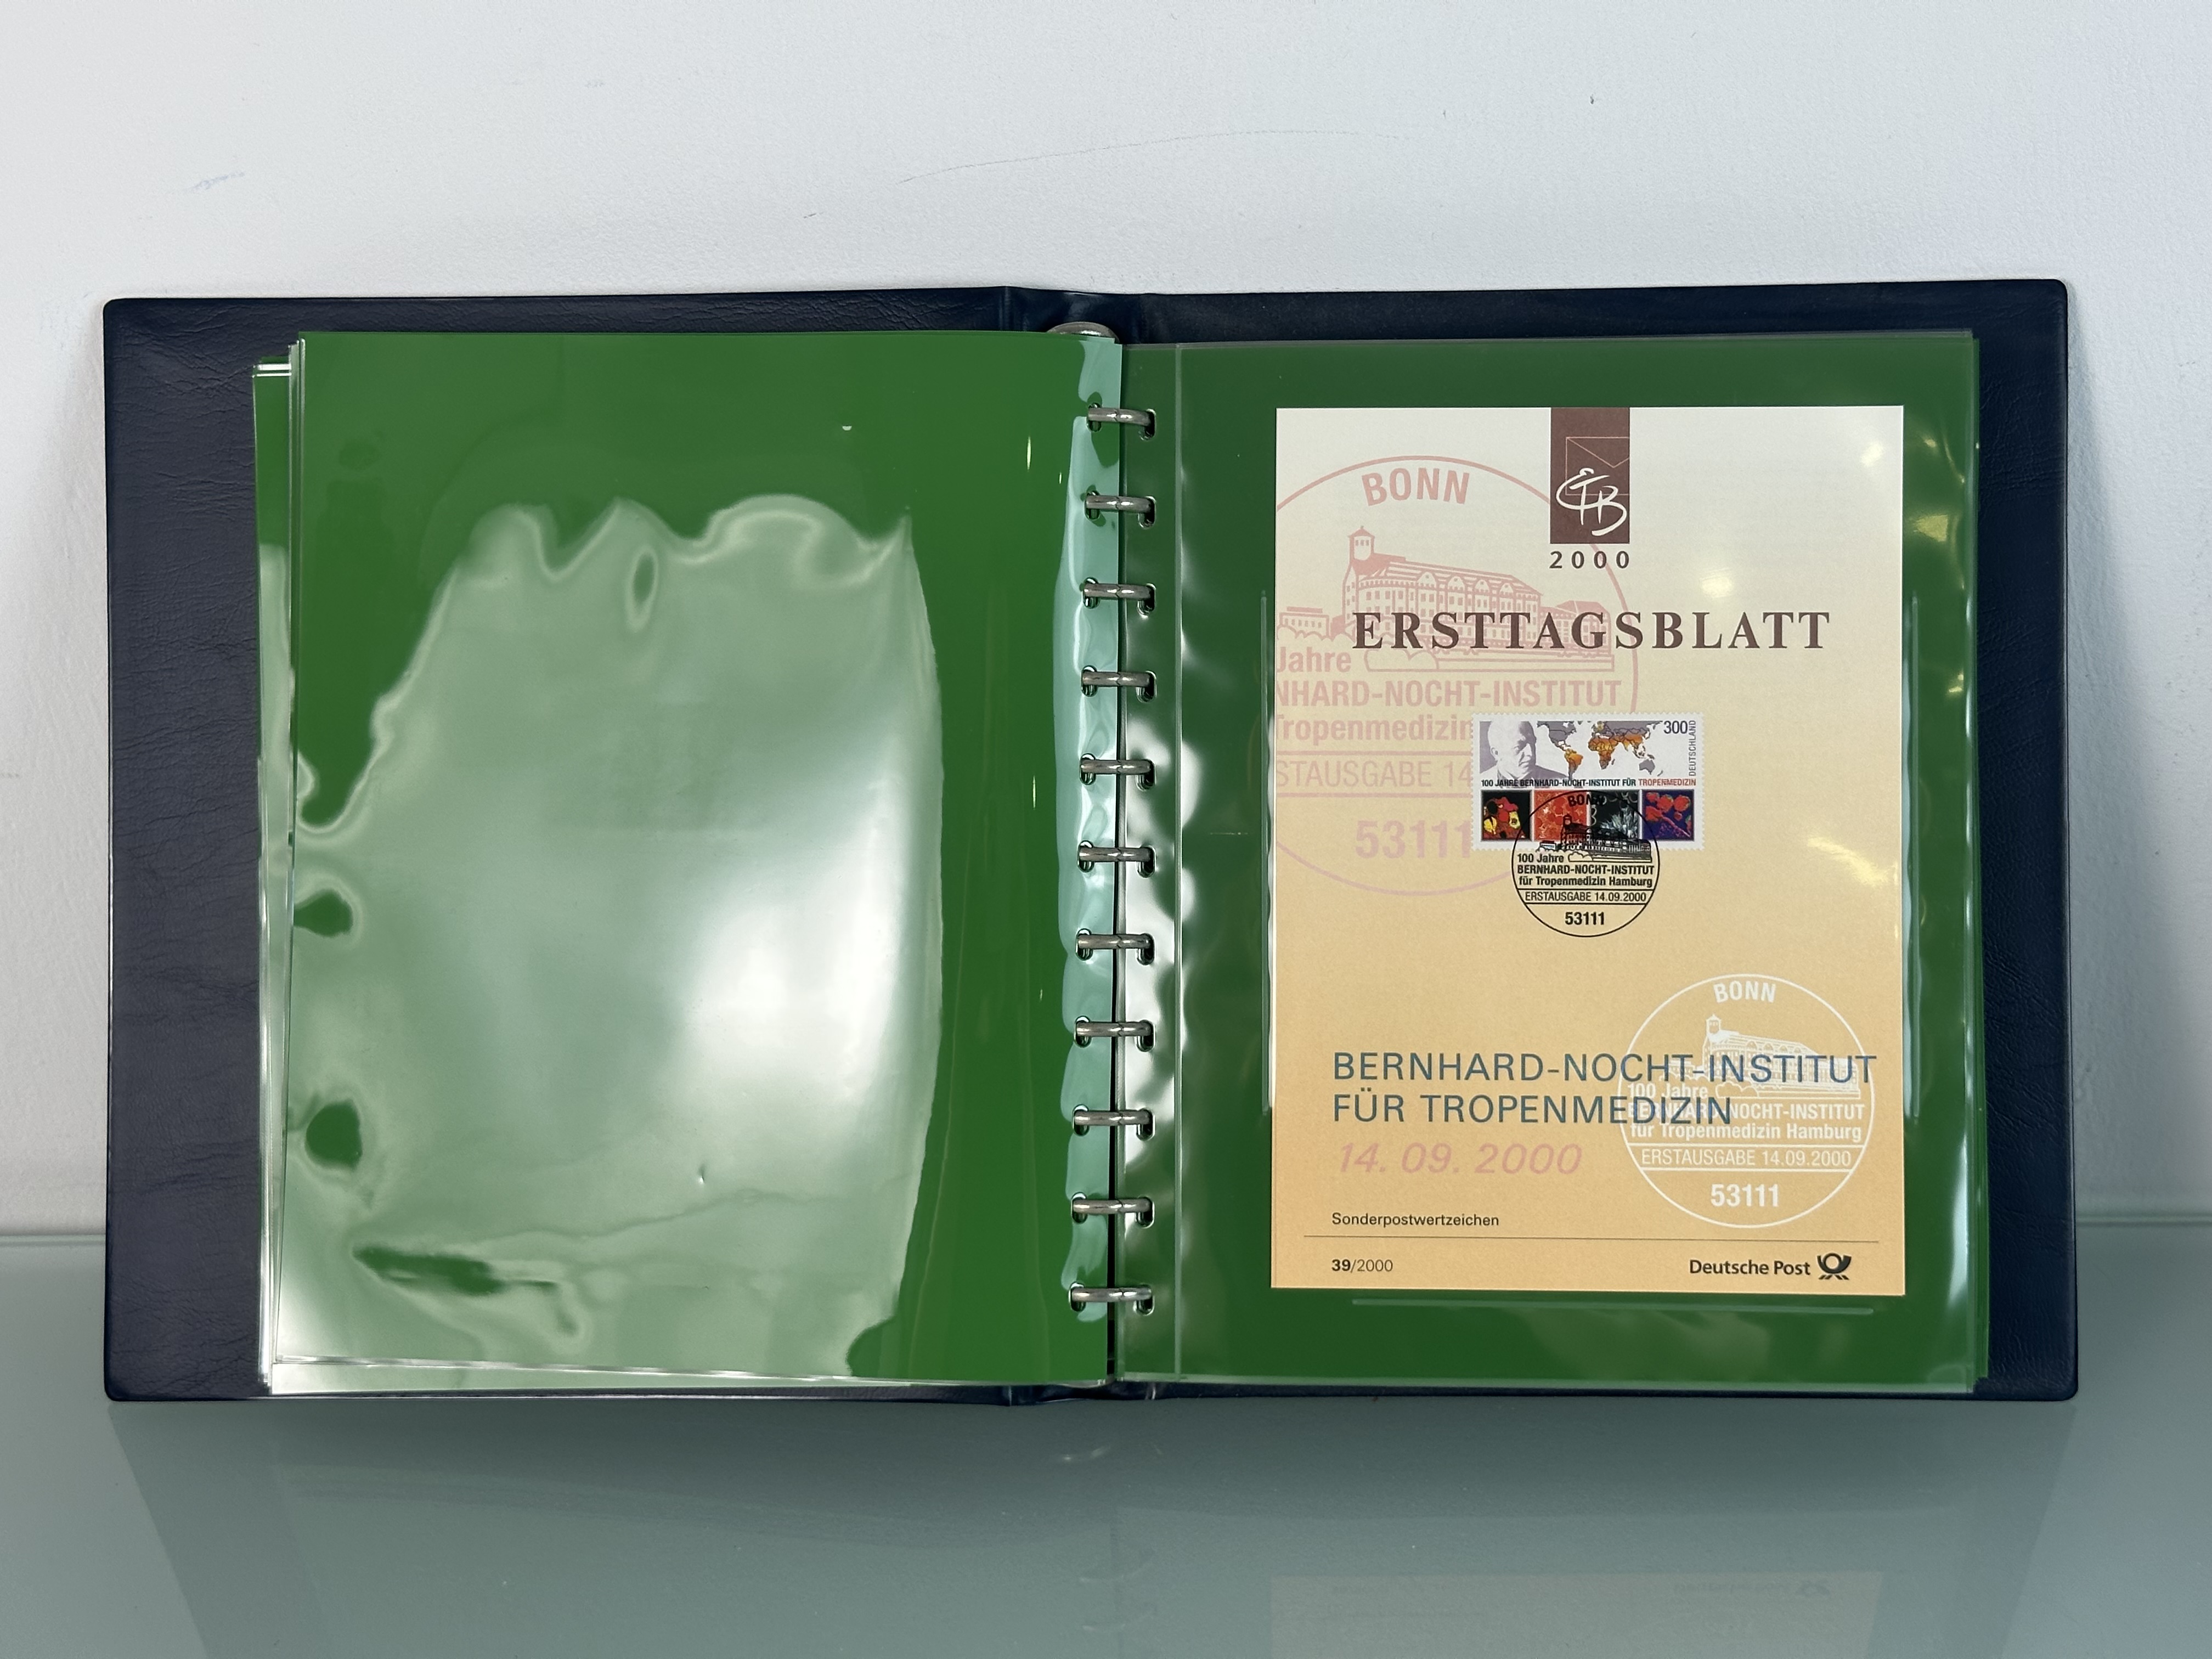 ETB
2000
ERSTTAGSBLATT
BONN
Jahre
NHARD-NOCHT-INSTITUT
Tropenmedizin
STAUSGABE 14
53111
300
DEUTSCHLAND
100 JAHRE BERNHARD-NOCHT-INSTITUT FÜR TROPENMEDIZIN
BONN
100 Jahre
BERNHARD-NOCHT-INSTITUT
für Tropenmedizin Hamburg
ERSTAUSGABE 14.09.2000
53111
BERNHARD-NOCHT-INSTITUT
FÜR TROPENMEDIZIN
14. 09. 2000
BONN
100 Jahre
BERNHARD-NOCHT-INSTITUT
für Tropenmedizin Hamburg
ERSTAUSGABE 14.09.2000
53111
Sonderpostwertzeichen
39/2000
Deutsche Post